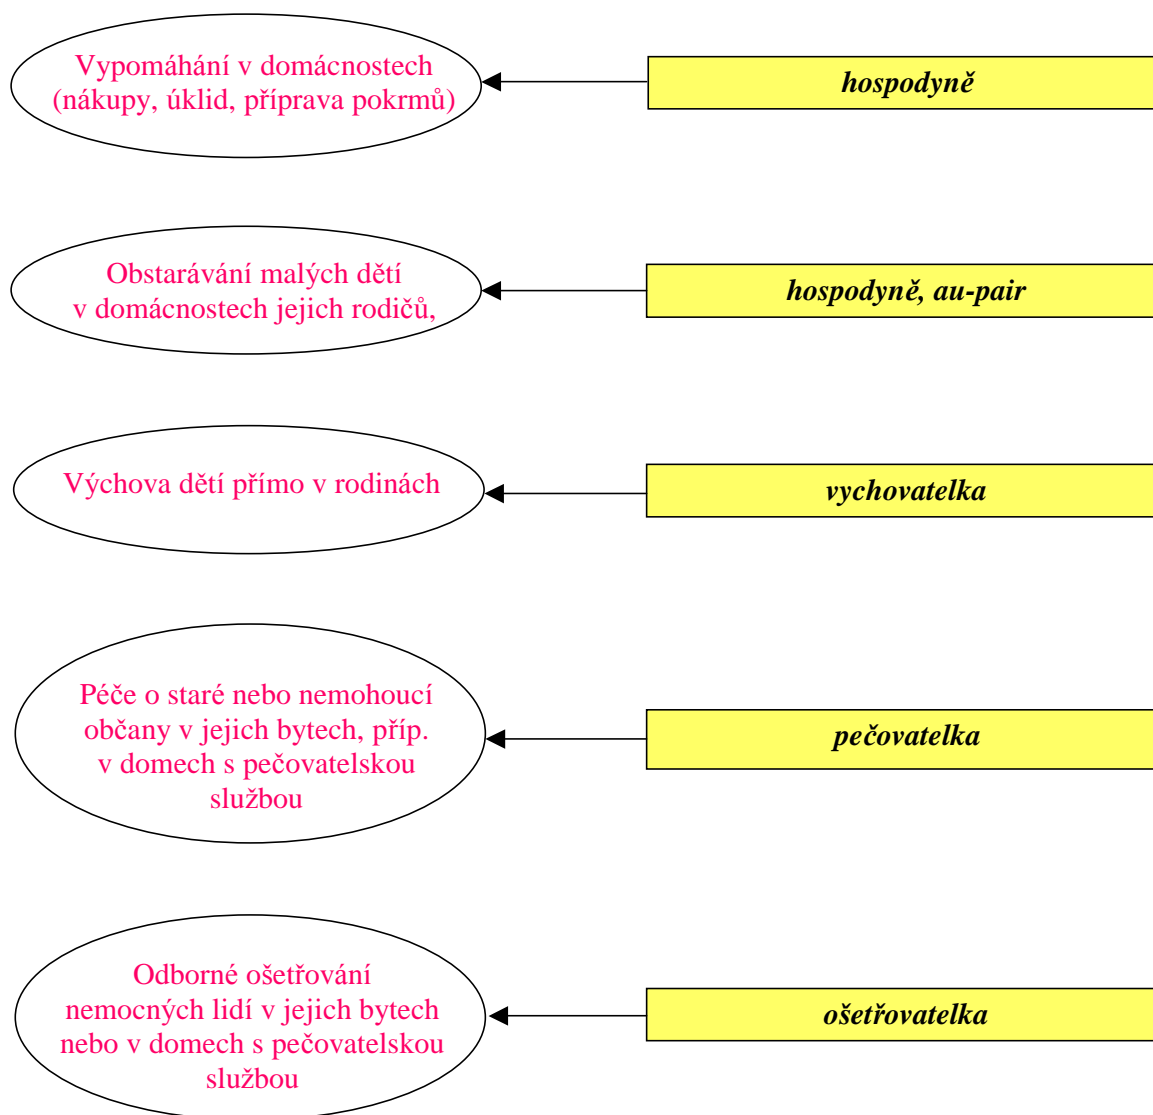 Vypomáhání v domácnostech
(nákupy, úklid, příprava pokrmů)
hospodyně
Obstarávání malých dětí
v domácnostech jejich rodičů,
hospodyně, au-pair
Výchova dětí přímo v rodinách
vychovatelka
Péče o staré nebo nemohoucí
občany v jejich bytech, příp.
v domech s pečovatelskou
službou
pečovatelka
Odborné ošetřování
nemocných lidí v jejich bytech
nebo v domech s pečovatelskou
službou
ošetřovatelka